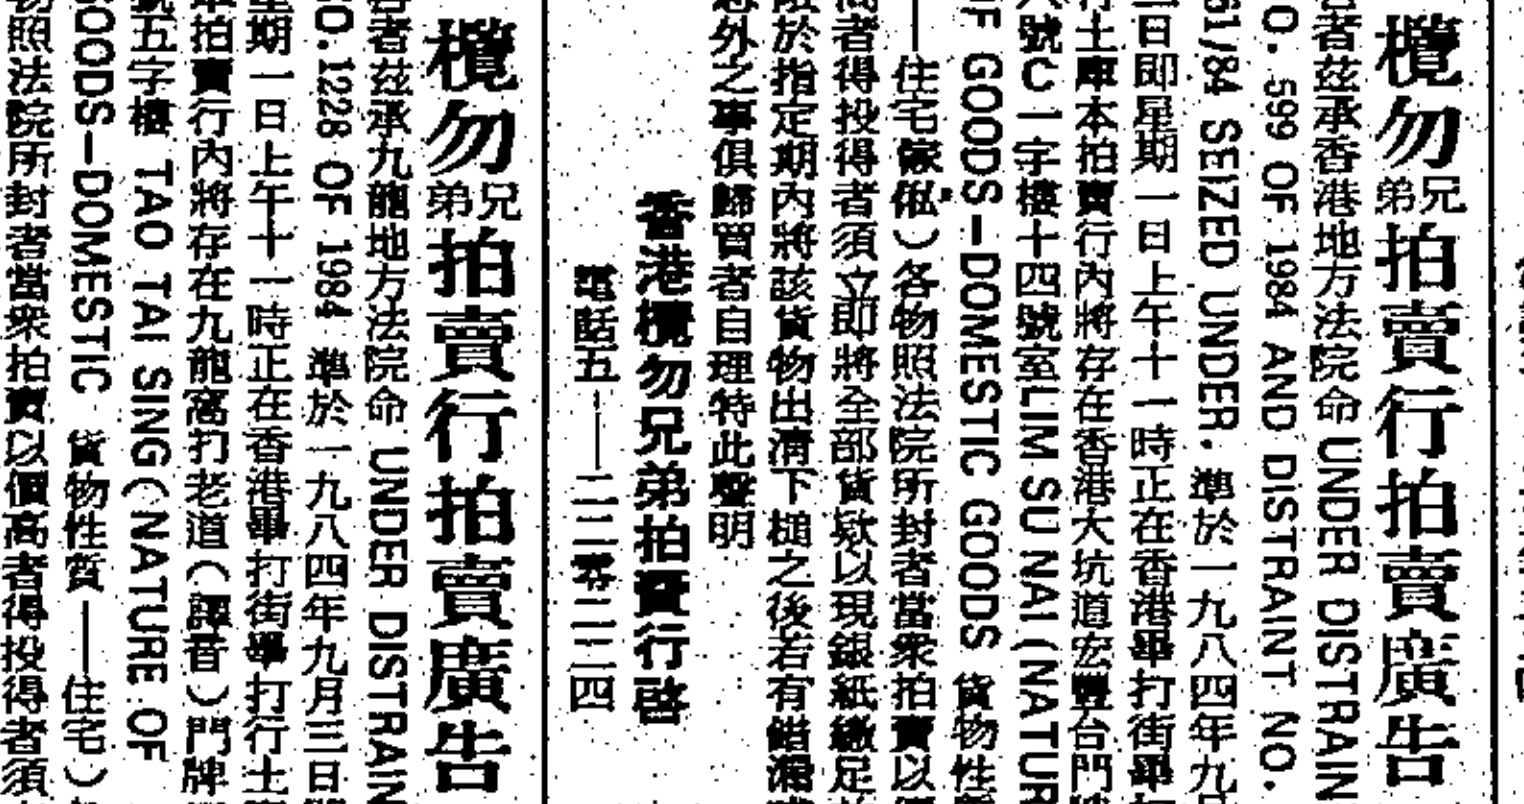 欖勿兄弟拍賣行拍賣廣告
者茲承香港地方法院命 UNDER DISTRAIN
O. 599 OF 1984 AND DISTRAINT NO.
61/84 SEIZED UNDER. 準於一九八四年九月
日即星期一日上午十一時正在香港畢打街畢打
行土庫本拍賣行內將存在香港大坑道宏豐台門牌
號C一字樓十四號室LIM SU NAI (NATUR
OF GOODS—DOMESTIC GOODS 貨物性質
——住宅傢俬）各物照法院所封者當衆拍賣以價
高者得投得者須立即將全部貨欵以現銀紙繳足並
限於指定期內將該貨物出清下槌之後若有錯漏或
意外之事俱歸買者自理特此聲明
香港欖勿兄弟拍賣行啓
電話五·——二二零三二四
欖勿兄弟拍賣行拍賣廣告
者茲承九龍地方法院命 UNDER DISTRAIN
NO.1228 OF 1984 準於一九八四年九月三日即
星期一日上午十一時正在香港畢打街畢打行土庫
本拍賣行內將存在九龍窩打老道（譯音）門牌
號五字樓 TAO TAI SING (NATURE OF
GOODS—DOMESTIC 貨物性質——住宅）
物照法院所封者當衆拍賣以價高者得投得者須